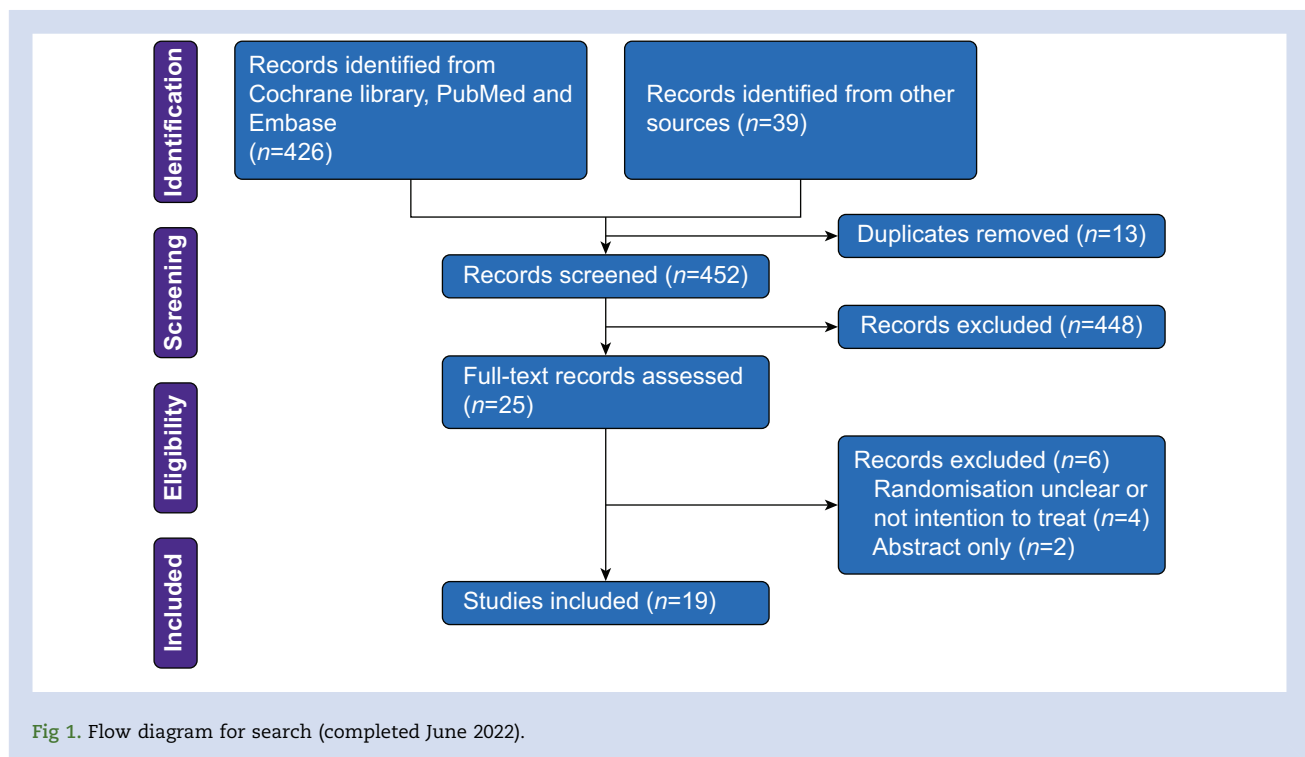 Identification
Records identified from
Cochrane library, PubMed and
Embase
(n=426)
Records identified from other
sources (n=39)
Duplicates removed (n=13)
Screening
Records screened (n=452)
Records excluded (n=448)
Eligibility
Full-text records assessed
(n=25)
Records excluded (n=6)
Randomisation unclear or
not intention to treat (n=4)
Abstract only (n=2)
Included
Studies included (n=19)
Fig 1. Flow diagram for search (completed June 2022).